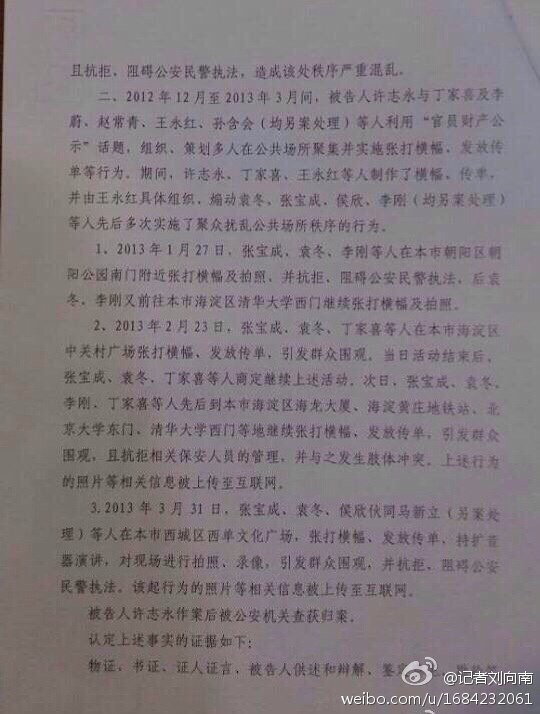 且抗拒、阻碍公安民警执法，造成该处秩序严重混乱。
二、2012 年 12 月至 2013 年 3 月间，被告人许志永与丁家喜及李
蔚、赵常青、王永红、孙含会（均另案处理）等人利用“官员财产公
示”话题，组织、策划多人在公共场所聚集并实施张打横幅、发放传
单等行为。期间，许志永、丁家喜、王永红等人制作了横幅、传单，
并由王永红具体组织、煽动袁冬、张宝成、侯欣、李刚（均另案处理）
等人先后多次实施了聚众扰乱公共场所秩序的行为。
1、2013 年 1 月 27 日，张宝成、袁冬、李刚等人在本市朝阳区朝
阳公园南门附近张打横幅及拍照，并抗拒、阻碍公安民警执法，后袁
冬、李刚又前往本市海淀区清华大学西门继续张打横幅及拍照。
2、2013 年 2 月 23 日，张宝成、袁冬、丁家喜等人在本市海淀区
中关村广场张打横幅、发放传单，引发群众围观。当日活动结束后，
张宝成、袁冬、丁家喜等人商定继续上述活动。次日，张宝成、袁冬、
李刚、丁家喜等人先后到本市海淀区海龙大厦、海淀黄庄地铁站、北
京大学东门、清华大学西门等地继续张打横幅、发放传单，引发群众
围观，且抗拒相关保安人员的管理，并与之发生肢体冲突。上述行为
的照片等相关信息被上传至互联网。
3、2013 年 3 月 31 日，张宝成、袁冬、侯欣伙同马新立（另案处
理）等人在本市西城区西单文化广场，张打横幅、发放传单，持扩音
器演讲，对现场进行拍照、录像，引发群众围观，并抗拒、阻碍公安
民警执法。该起行为的照片等相关信息被上传至互联网。
被告人许志永作案后被公安机关查获归案。
认定上述事实的证据如下：
物证、书证、证人证言、被告人供述和辩解、鉴定
@记者刘向南
weibo.com/u/1684232061